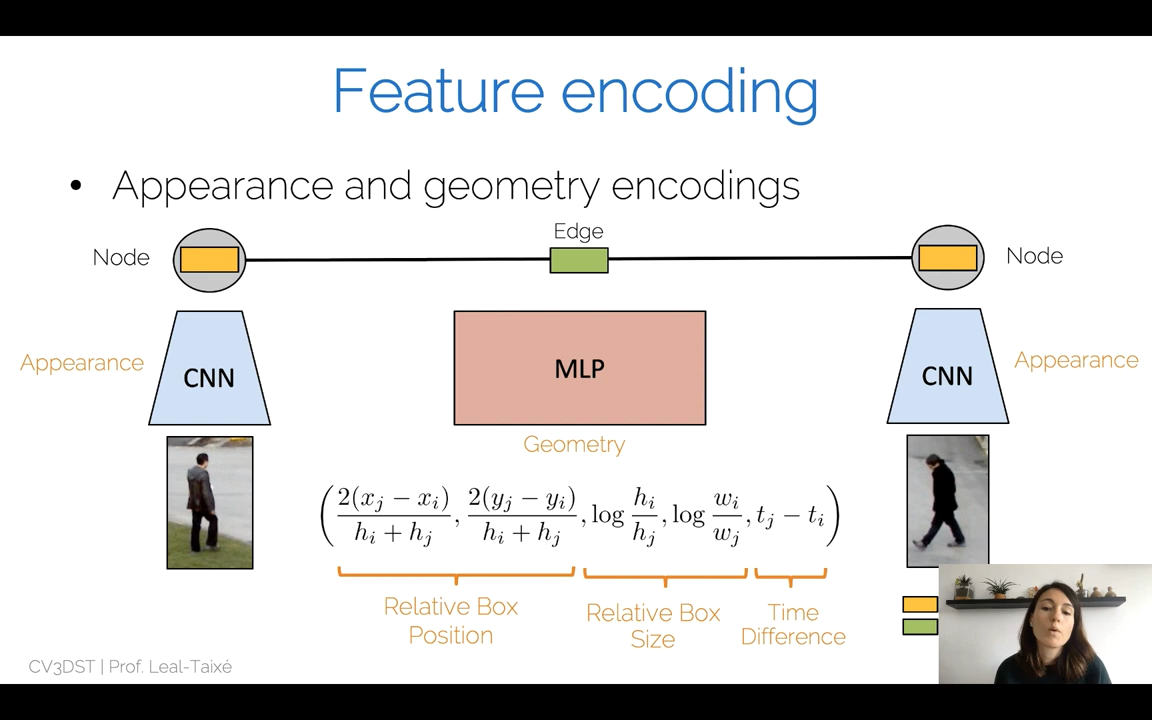 Feature encoding
• Appearance and geometry encodings
Edge
Node
Node
Appearance
CNN
MLP
CNN
Appearance
Geometry
(2(x_j − x_i)/(h_i + h_j), 2(y_j − y_i)/(h_i + h_j), log h_i/h_j, log w_i/w_j, t_j − t_i)
Relative Box Position
Relative Box Size
Time Difference
CV3DST | Prof. Leal-Taixé